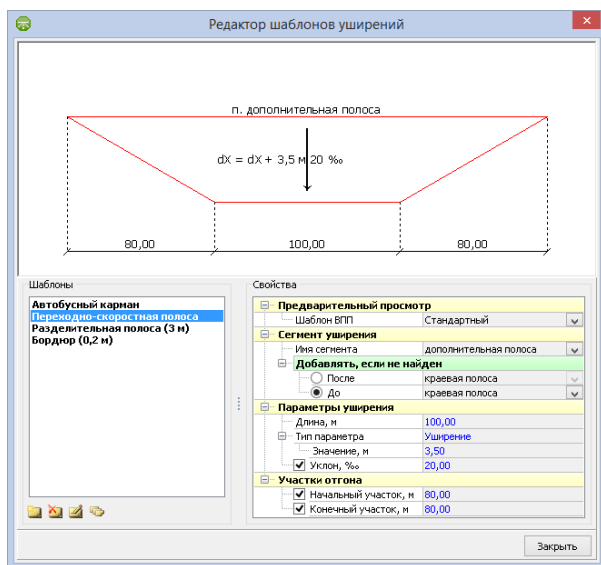 Редактор шаблонов уширений
п. дополнительная полоса
dX = dX + 3,5 м 20 ‰
80,00 100,00 80,00
Шаблоны
Автобусный карман
Переходно-скоростная полоса
Разделительная полоса (3 м)
Бордюр (0,2 м)
Свойства
Предварительный просмотр
Шаблон ВПП Стандартный
Сегмент уширения
Имя сегмента дополнительная полоса
Добавлять, если не найден
После краевая полоса
До краевая полоса
Параметры уширения
Длина, м 100,00
Тип параметра Уширение
Значение, м 3,50
Уклон, ‰ 20,00
Участки отгона
Начальный участок, м 80,00
Конечный участок, м 80,00
Закрыть